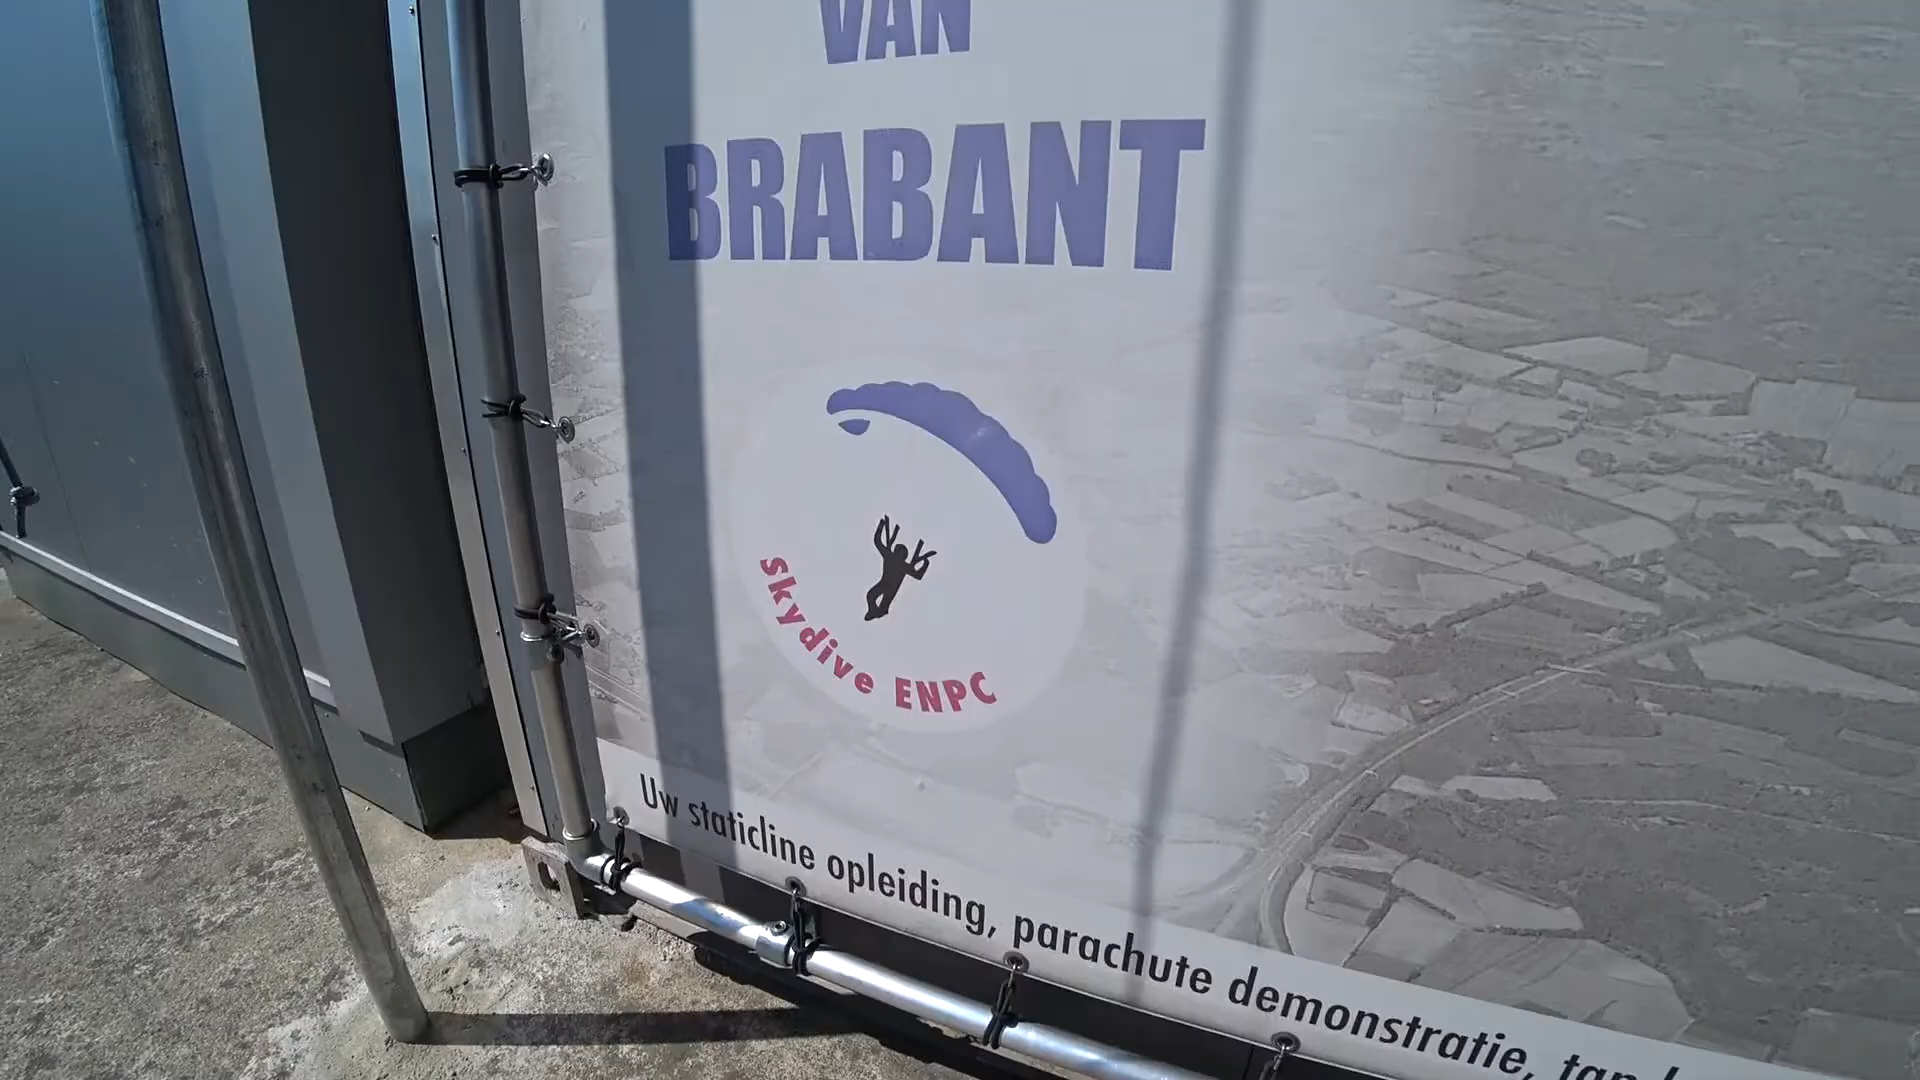 VAN
BRABANT
Skydive ENPC
Uw staticline opleiding, parachute demonstratie,